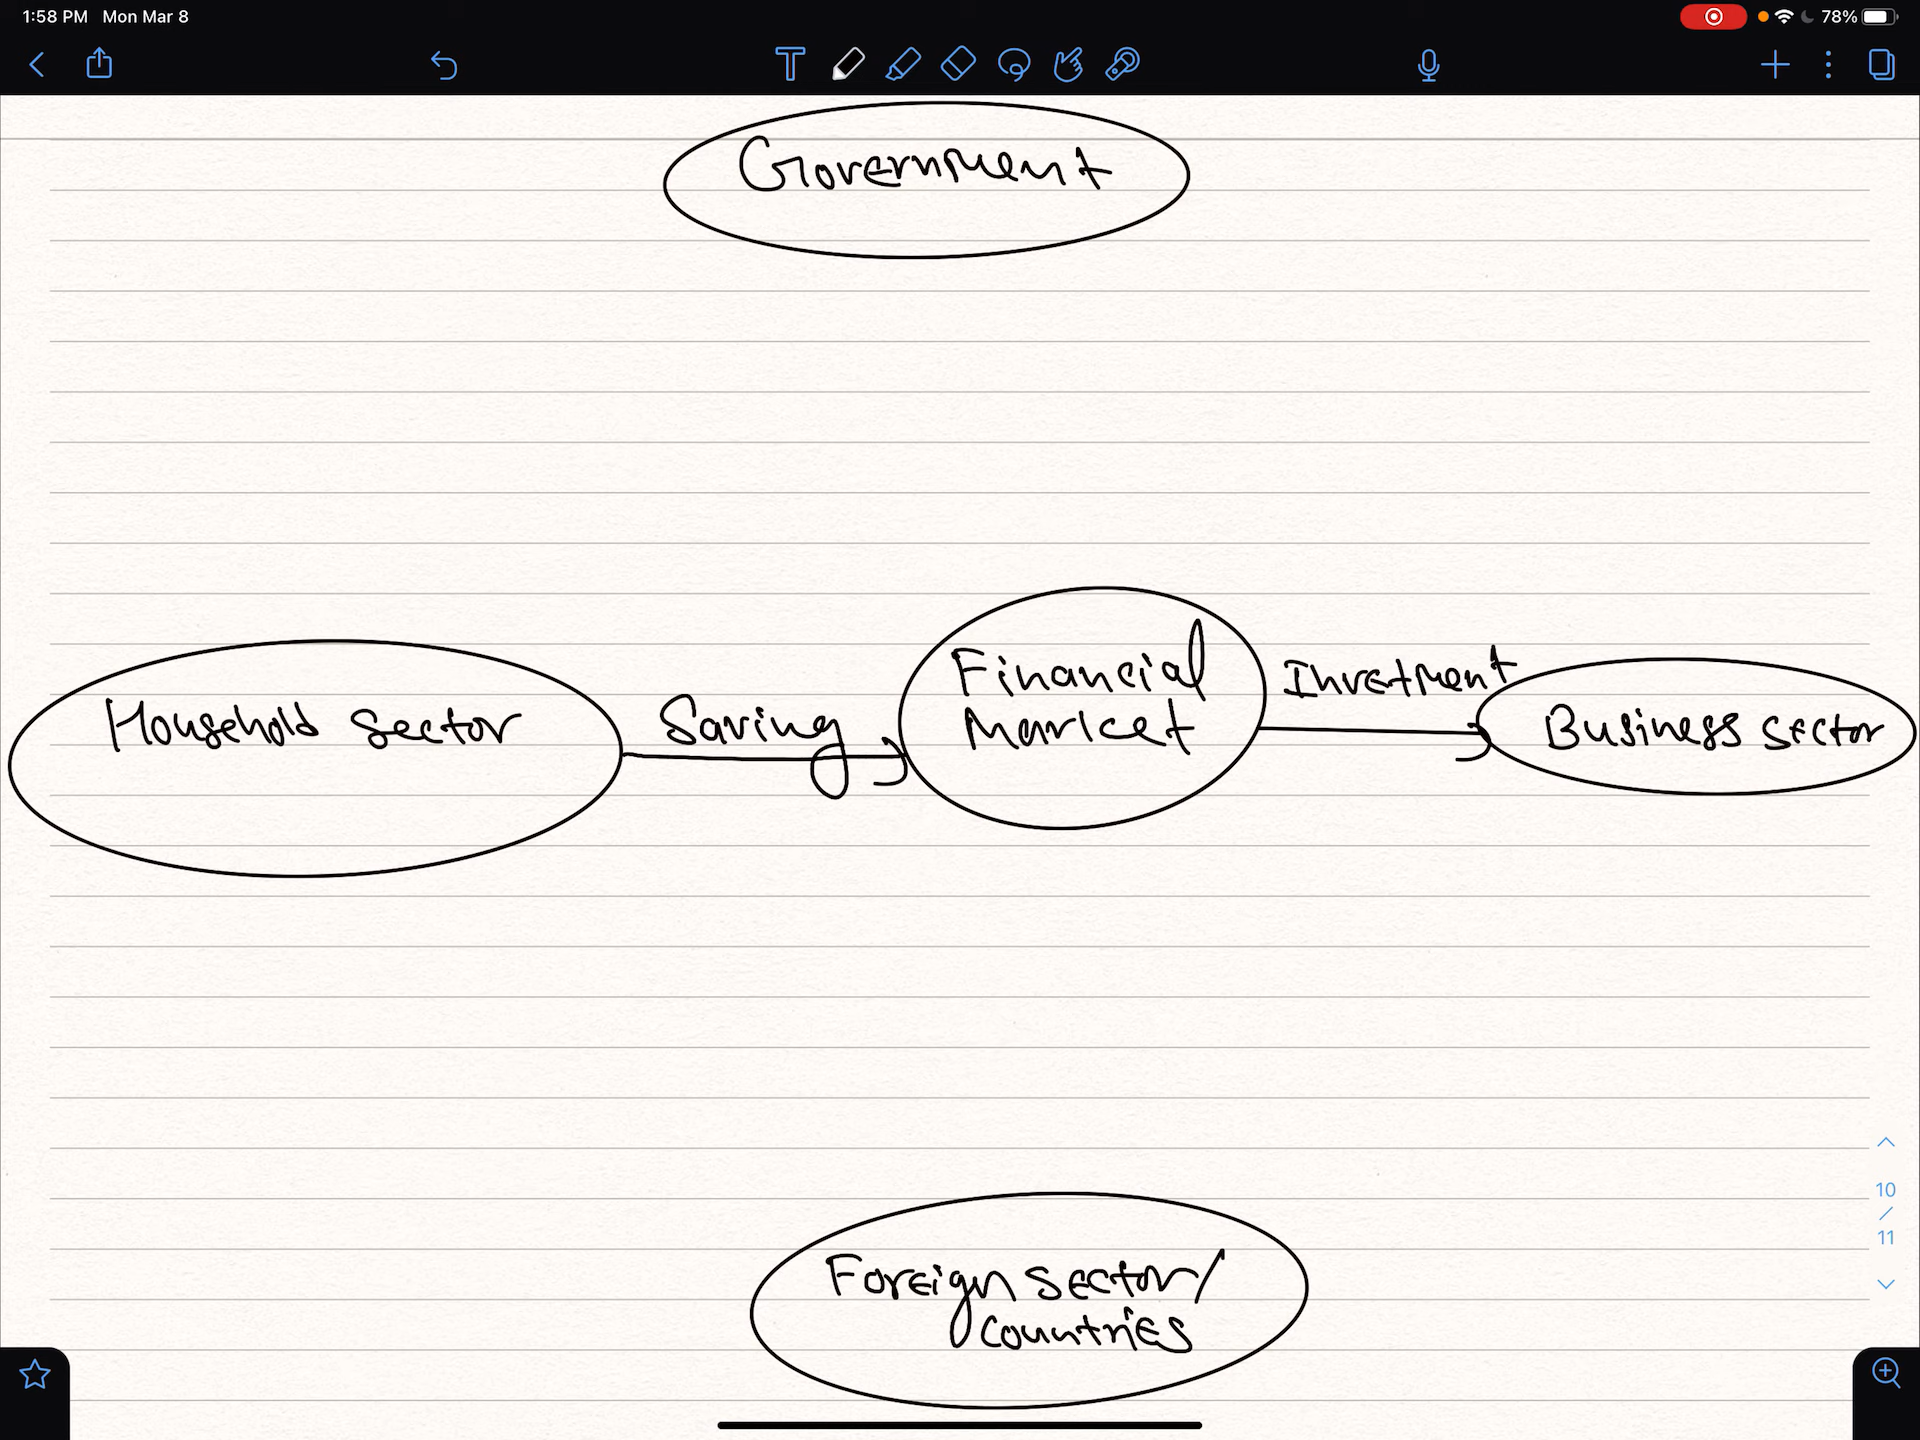 1:58 PM Mon Mar 8
78%
Government
Household sector
Saving
Financial
Market
Invetment
Business sector
10
/
11
Foreign sector/
countries